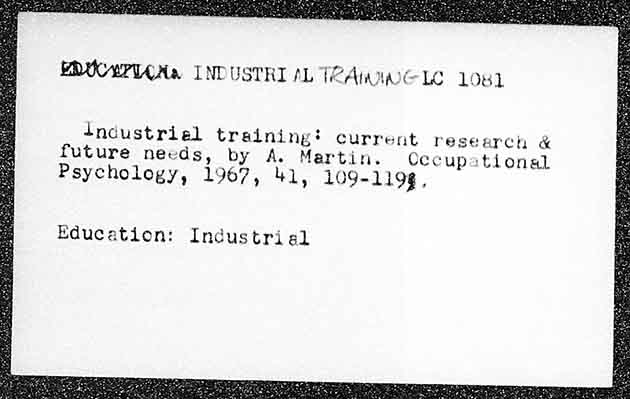 EDUCATION: INDUSTRIAL TRAINING LC 1081
Industrial training: current research &
future needs, by A. Martin. Occupational
Psychology, 1967, 41, 109-119.
Education: Industrial